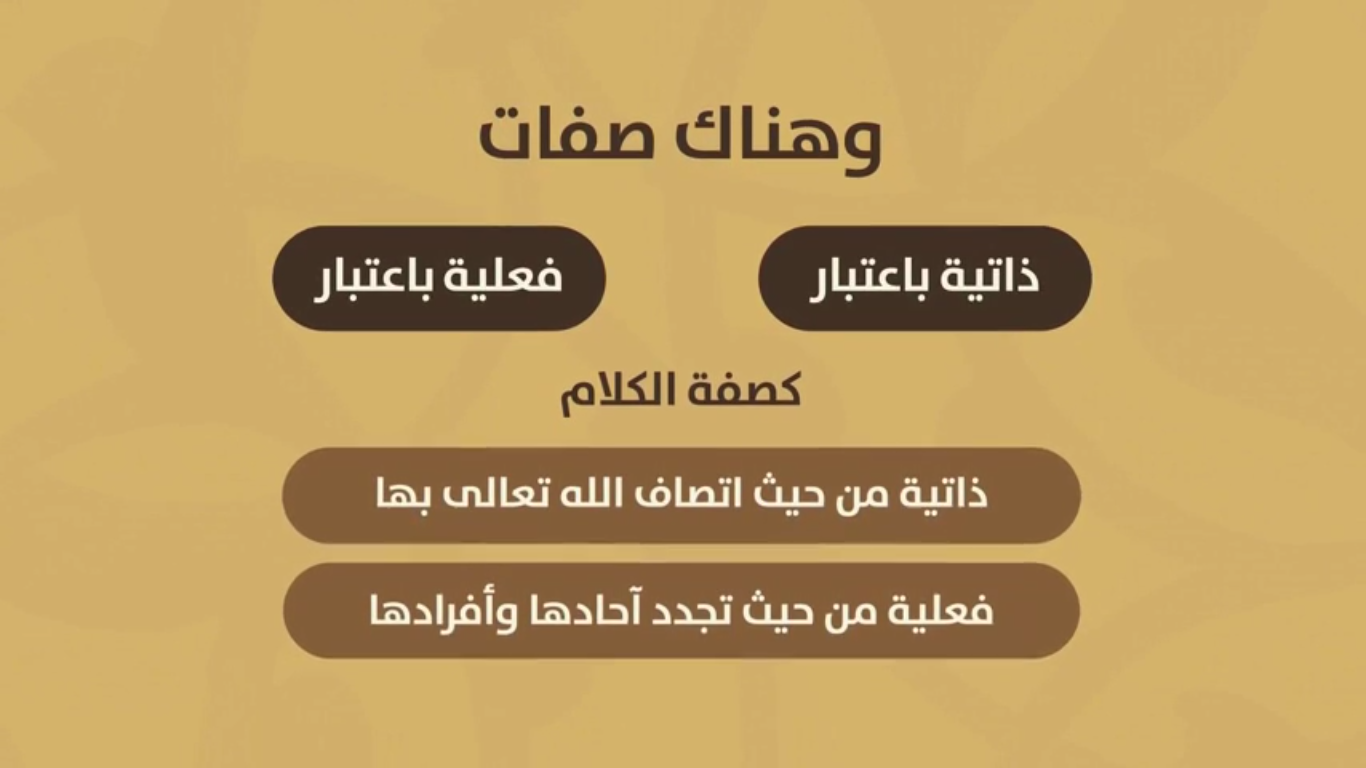 وهناك صفات
ذاتية باعتبار
فعلية باعتبار
كصفة الكلام
ذاتية من حيث اتصاف الله تعالى بها
فعلية من حيث تجدد آحادها وأفرادها